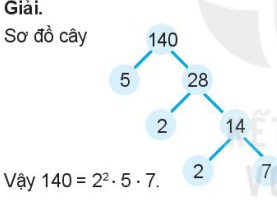 Giải.
Sơ đồ cây
140
5 28
2 14
2 7
Vậy 140 = 2² · 5 · 7.